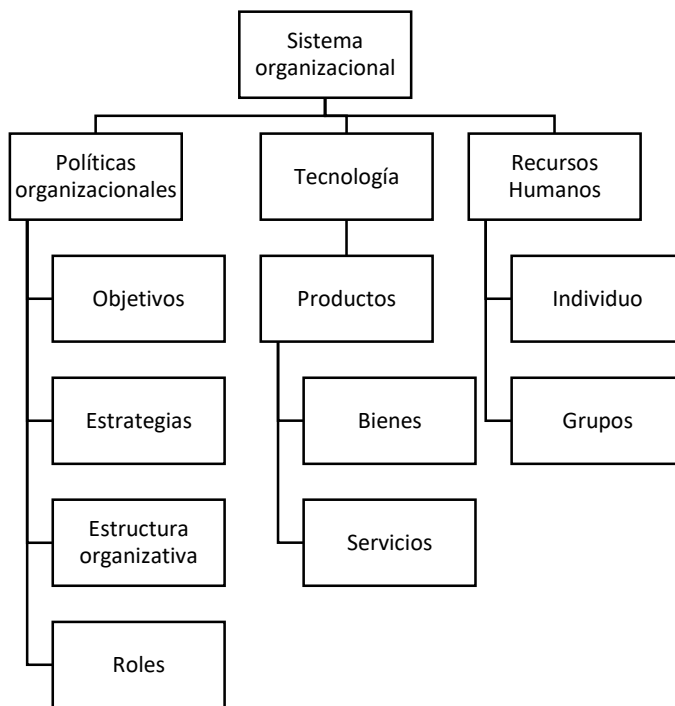 Sistema
organizacional
Políticas
organizacionales
Tecnología
Recursos
Humanos
Objetivos
Productos
Individuo
Estrategias
Bienes
Grupos
Estructura
organizativa
Servicios
Roles